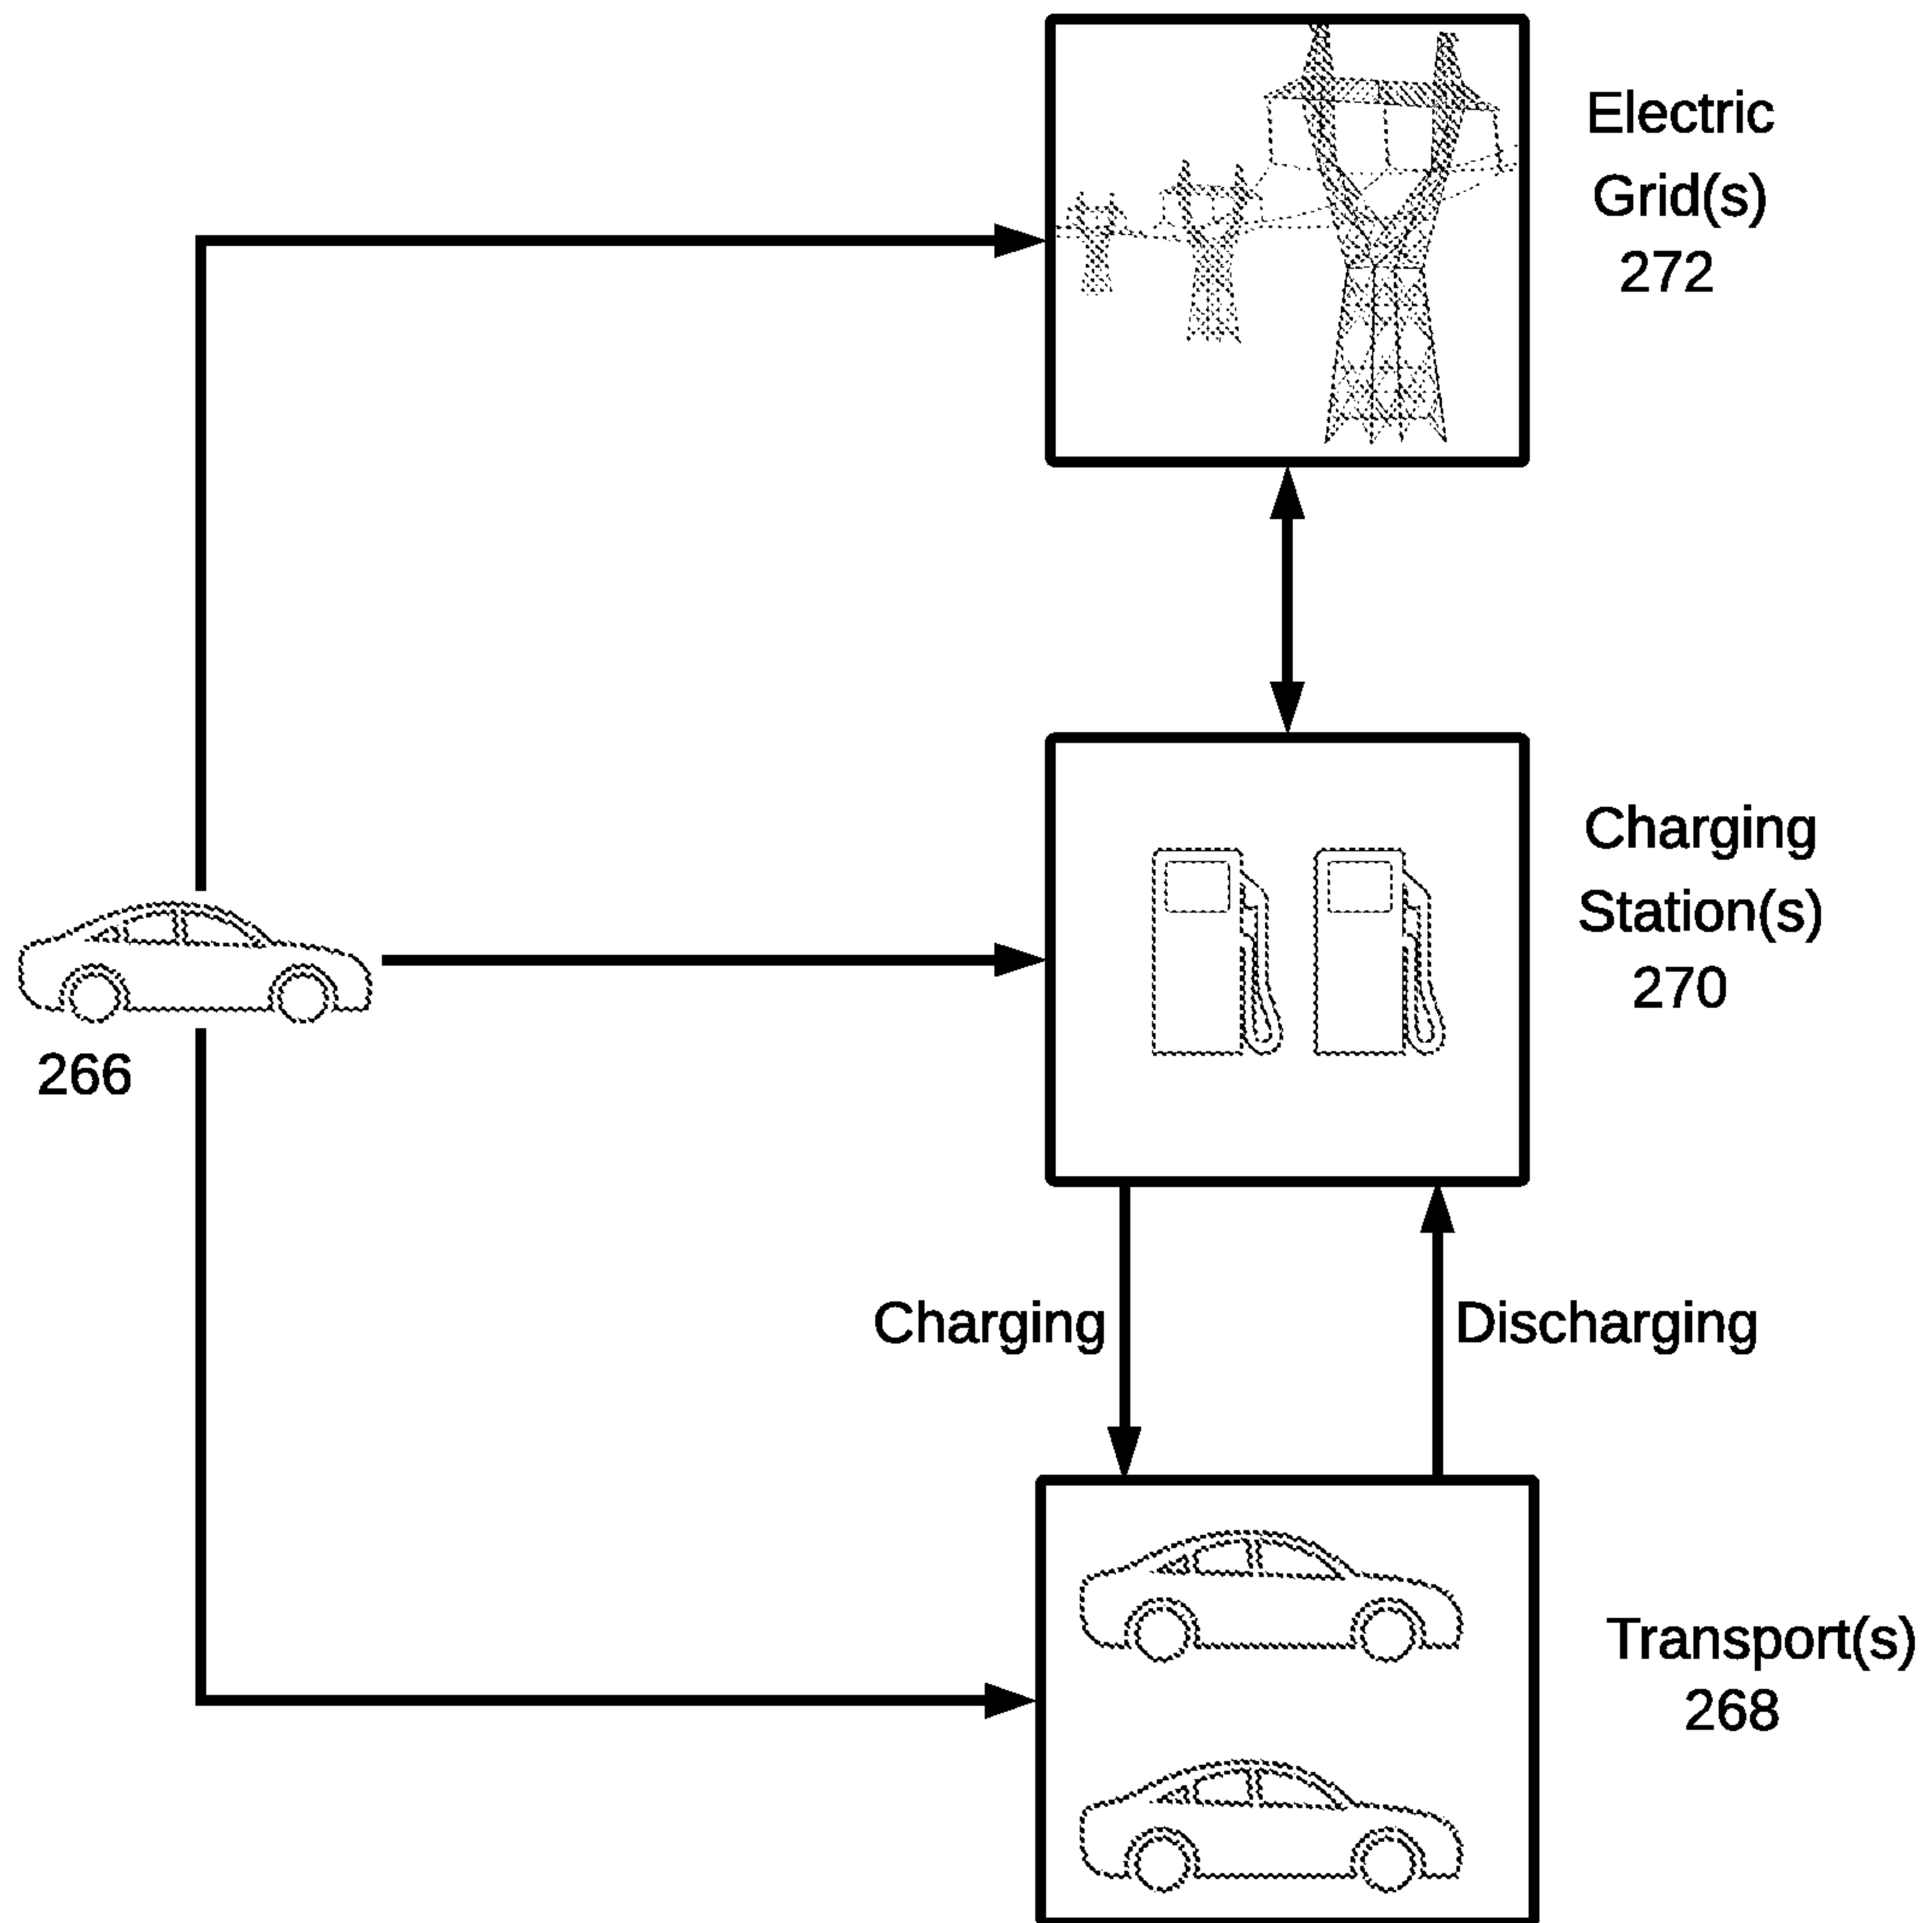 Electric
Grid(s)
272
Charging
Station(s)
270
266
Charging
Discharging
Transport(s)
268